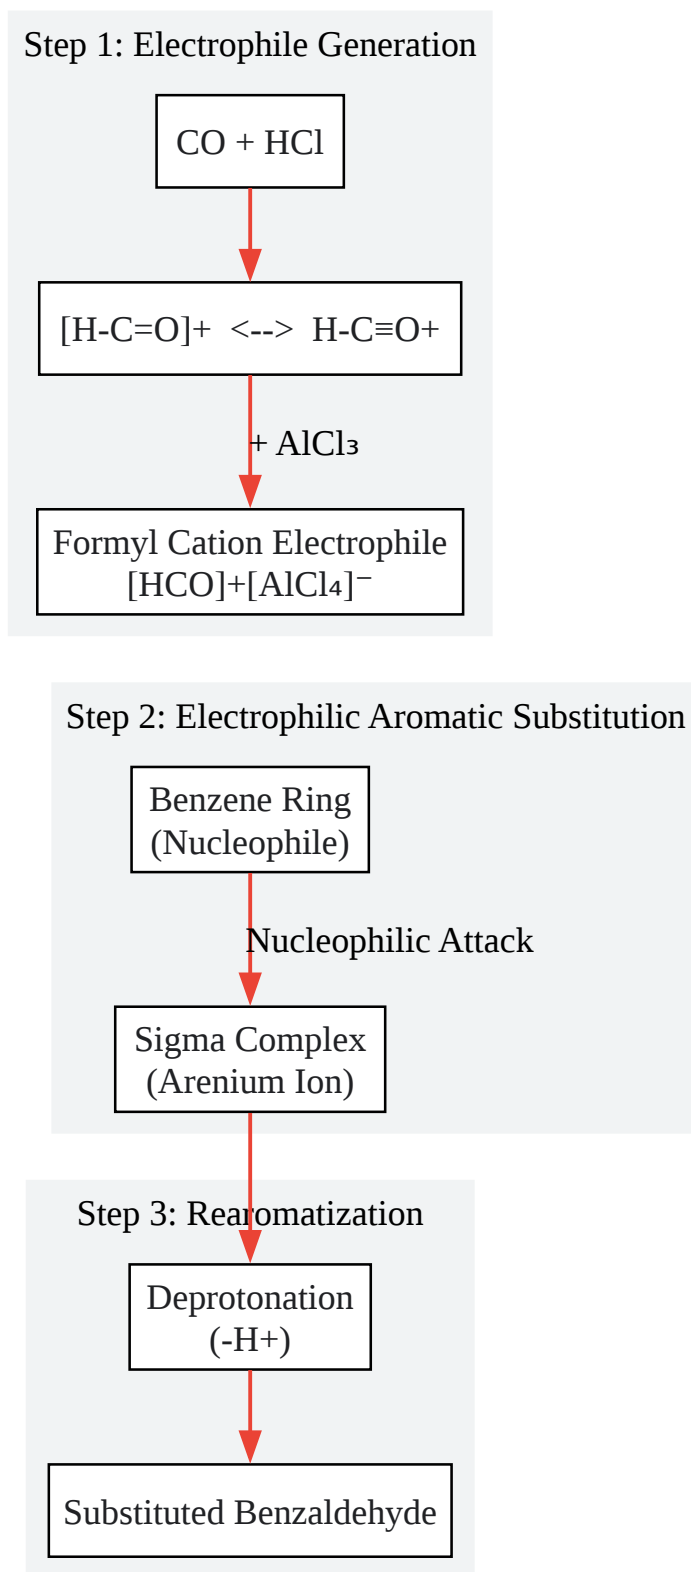 Step 1: Electrophile Generation
CO + HCl
[H-C=O]+ <--> H-C≡O+
+ AlCl₃
Formyl Cation Electrophile
[HCO]+[AlCl₄]⁻
Step 2: Electrophilic Aromatic Substitution
Benzene Ring
(Nucleophile)
Nucleophilic Attack
Sigma Complex
(Arenium Ion)
Step 3: Rearomatization
Deprotonation
(-H+)
Substituted Benzaldehyde